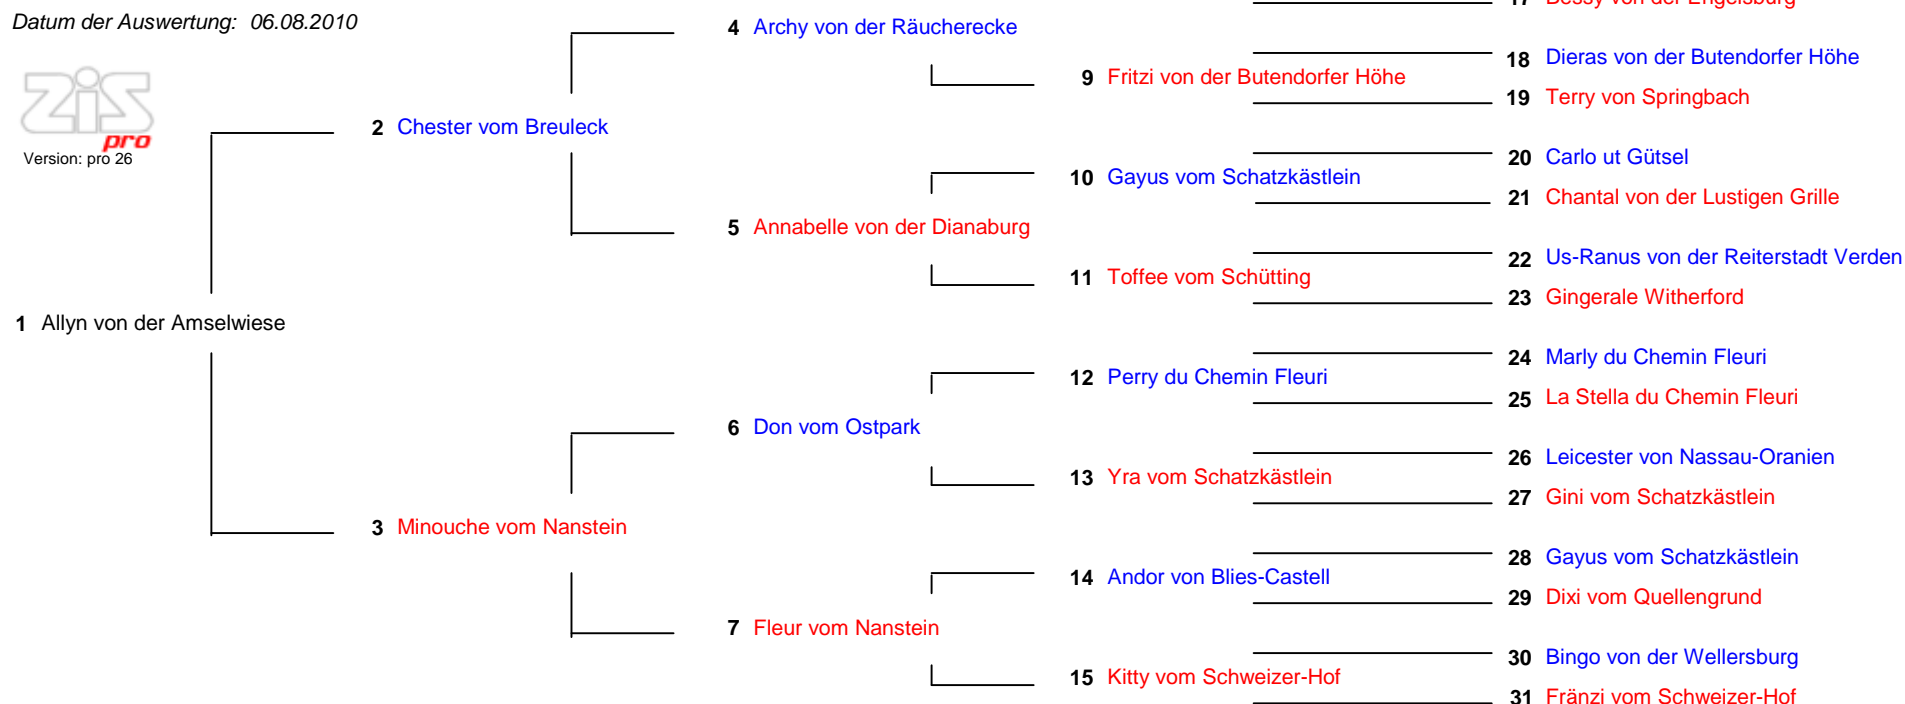 17 Bessy von der Engelsburg
Datum der Auswertung: 06.08.2010
4 Archy von der Räucherecke
18 Dieras von der Butendorfer Höhe
9 Fritzi von der Butendorfer Höhe
19 Terry von Springbach
ZiS
pro
2 Chester vom Breuleck
Version: pro 26
20 Carlo ut Gütsel
10 Gayus vom Schatzkästlein
21 Chantal von der Lustigen Grille
5 Annabelle von der Dianaburg
22 Us-Ranus von der Reiterstadt Verden
11 Toffee vom Schütting
23 Gingerale Witherford
1 Allyn von der Amselwiese
24 Marly du Chemin Fleuri
12 Perry du Chemin Fleuri
25 La Stella du Chemin Fleuri
6 Don vom Ostpark
26 Leicester von Nassau-Oranien
13 Yra vom Schatzkästlein
27 Gini vom Schatzkästlein
3 Minouche vom Nanstein
28 Gayus vom Schatzkästlein
14 Andor von Blies-Castell
29 Dixi vom Quellengrund
7 Fleur vom Nanstein
30 Bingo von der Wellersburg
15 Kitty vom Schweizer-Hof
31 Fränzi vom Schweizer-Hof